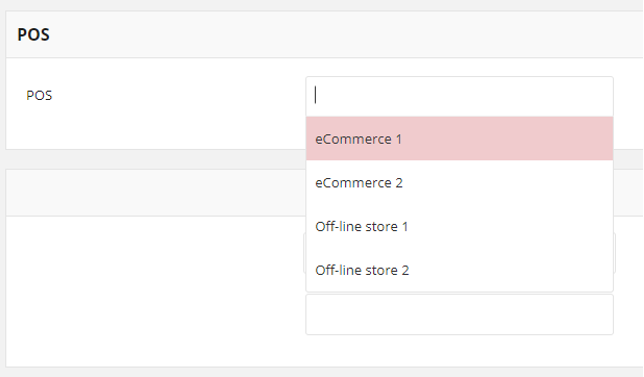 POS
POS
eCommerce 1
eCommerce 2
Off-line store 1
Off-line store 2